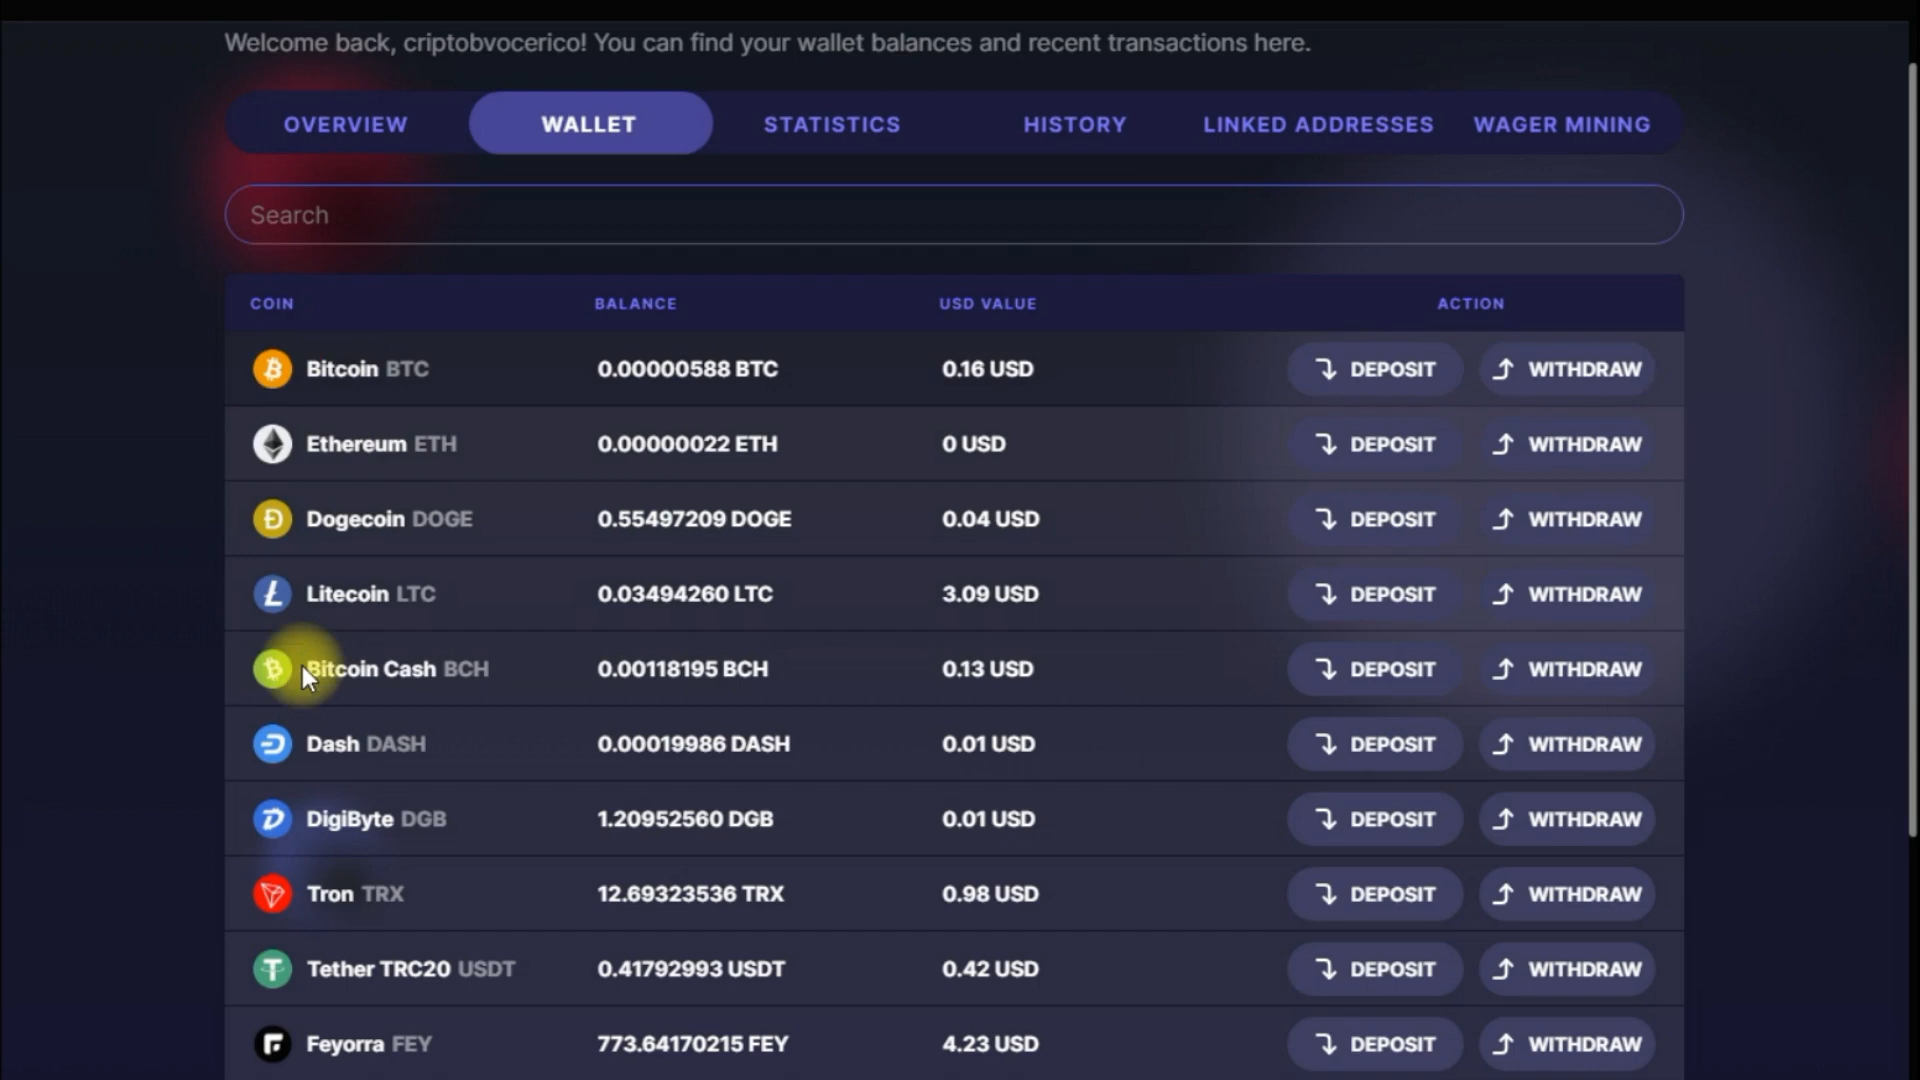 Welcome back, criptobvocerico! You can find your wallet balances and recent transactions here.
OVERVIEW WALLET STATISTICS HISTORY LINKED ADDRESSES WAGER MINING
Search
COIN BALANCE USD VALUE ACTION
Bitcoin BTC 0.00000588 BTC 0.16 USD DEPOSIT WITHDRAW
Ethereum ETH 0.00000022 ETH 0 USD DEPOSIT WITHDRAW
Dogecoin DOGE 0.55497209 DOGE 0.04 USD DEPOSIT WITHDRAW
Litecoin LTC 0.03494260 LTC 3.09 USD DEPOSIT WITHDRAW
Bitcoin Cash BCH 0.00118195 BCH 0.13 USD DEPOSIT WITHDRAW
Dash DASH 0.00019986 DASH 0.01 USD DEPOSIT WITHDRAW
DigiByte DGB 1.20952560 DGB 0.01 USD DEPOSIT WITHDRAW
Tron TRX 12.69323536 TRX 0.98 USD DEPOSIT WITHDRAW
Tether TRC20 USDT 0.41792993 USDT 0.42 USD DEPOSIT WITHDRAW
Feyorra FEY 773.64170215 FEY 4.23 USD DEPOSIT WITHDRAW